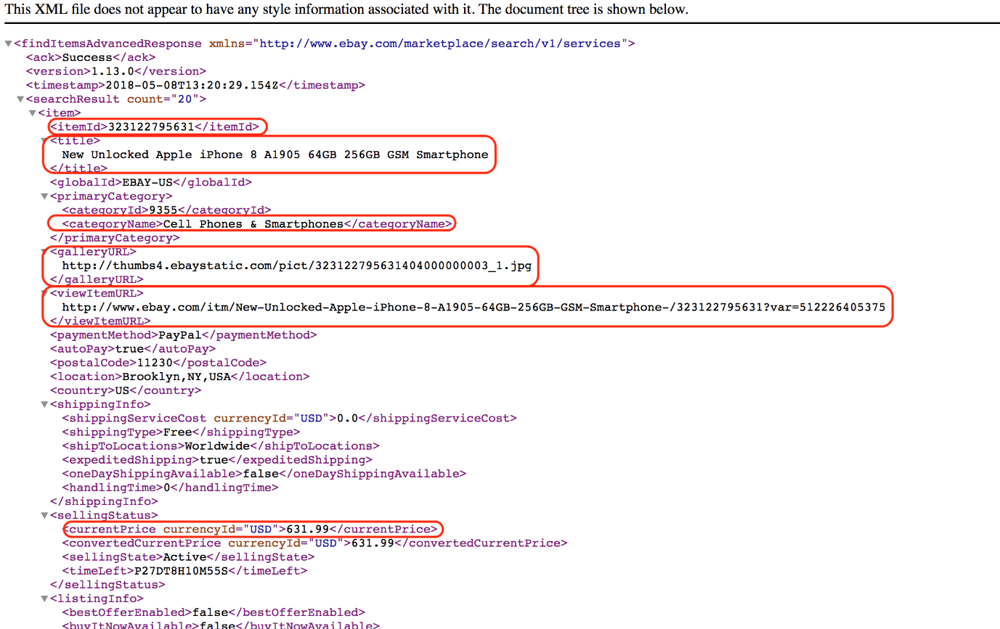 This XML file does not appear to have any style information associated with it. The document tree is shown below.
<findItemsAdvancedResponse xmlns="http://www.ebay.com/marketplace/search/v1/services">
<ack>Success</ack>
<version>1.13.0</version>
<timestamp>2018-05-08T13:20:29.154Z</timestamp>
<searchResult count="20">
<item>
<itemId>323122795631</itemId>
<title>
New Unlocked Apple iPhone 8 A1905 64GB 256GB GSM Smartphone
</title>
<globalId>EBAY-US</globalId>
<primaryCategory>
<categoryId>9355</categoryId>
<categoryName>Cell Phones & Smartphones</categoryName>
</primaryCategory>
<galleryURL>
http://thumbs4.ebaystatic.com/pict/323122795631404000000003_1.jpg
</galleryURL>
<viewItemURL>
http://www.ebay.com/itm/New-Unlocked-Apple-iPhone-8-A1905-64GB-256GB-GSM-Smartphone-/323122795631?var=512226405375
</viewItemURL>
<paymentMethod>PayPal</paymentMethod>
<autoPay>true</autoPay>
<postalCode>11230</postalCode>
<location>Brooklyn,NY,USA</location>
<country>US</country>
<shippingInfo>
<shippingServiceCost currencyId="USD">0.0</shippingServiceCost>
<shippingType>Free</shippingType>
<shipToLocations>Worldwide</shipToLocations>
<expeditedShipping>true</expeditedShipping>
<oneDayShippingAvailable>false</oneDayShippingAvailable>
<handlingTime>0</handlingTime>
</shippingInfo>
<sellingStatus>
<currentPrice currencyId="USD">631.99</currentPrice>
<convertedCurrentPrice currencyId="USD">631.99</convertedCurrentPrice>
<sellingState>Active</sellingState>
<timeLeft>P27DT8H10M55S</timeLeft>
</sellingStatus>
<listingInfo>
<bestOfferEnabled>false</bestOfferEnabled>
<buyItNowAvailable>false</buyItNowAvailable>